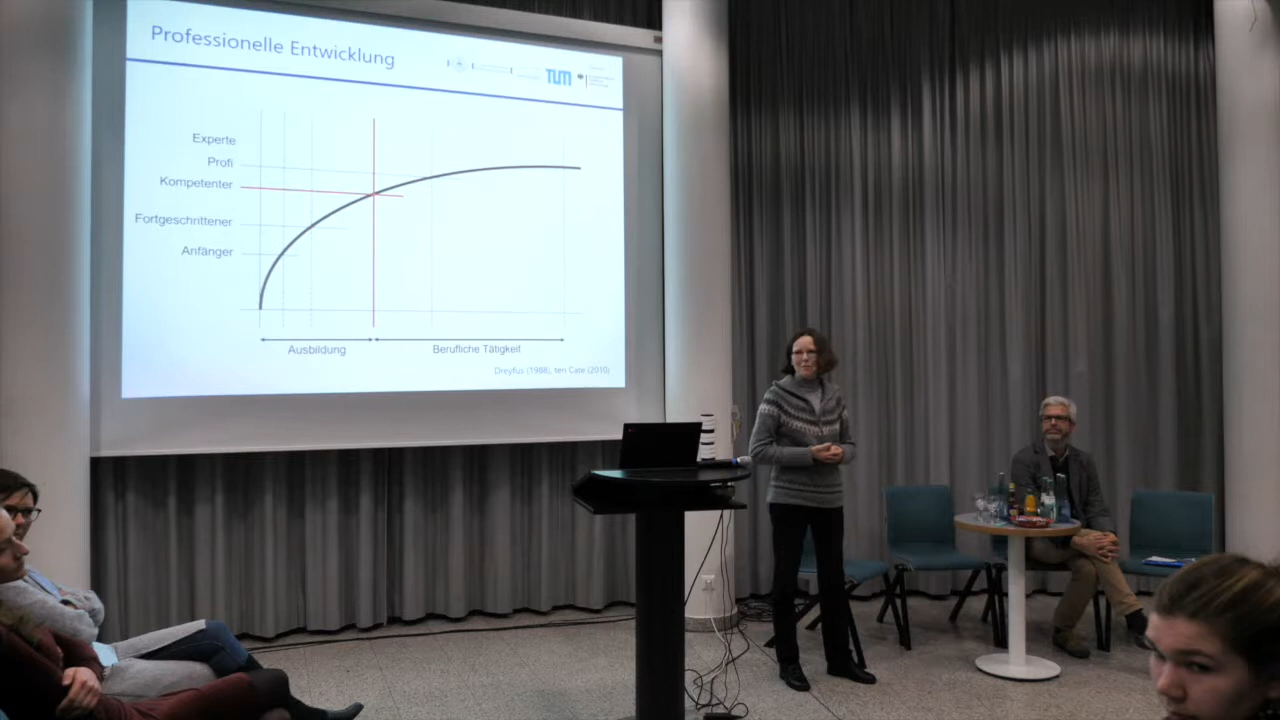 Professionelle Entwicklung
TUM
Experte
Profi
Kompetenter
Fortgeschrittener
Anfänger
Ausbildung
Berufliche Tätigkeit
Dreyfus (1988), ten Cate (2010)